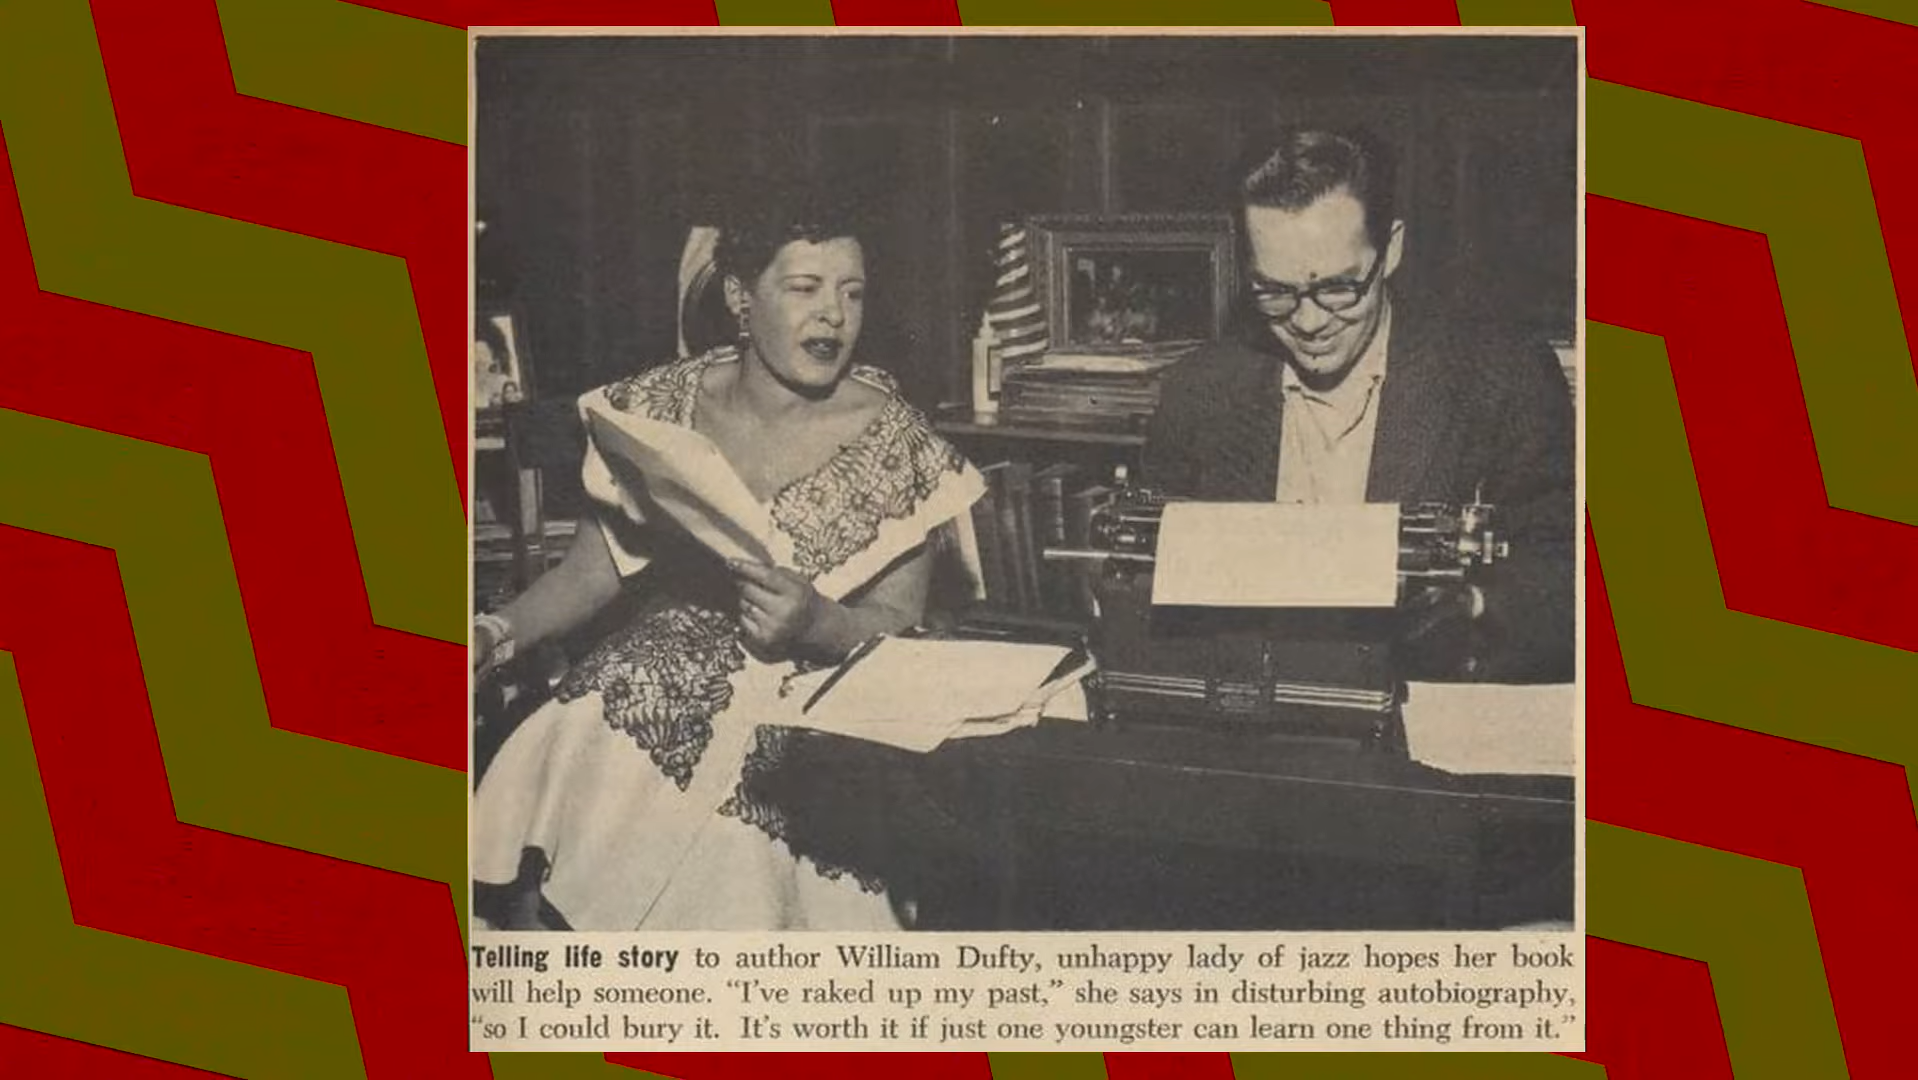 Telling life story to author William Dufty, unhappy lady of jazz hopes her book
will help someone. “I’ve raked up my past,” she says in disturbing autobiography,
“so I could bury it. It’s worth it if just one youngster can learn one thing from it.”